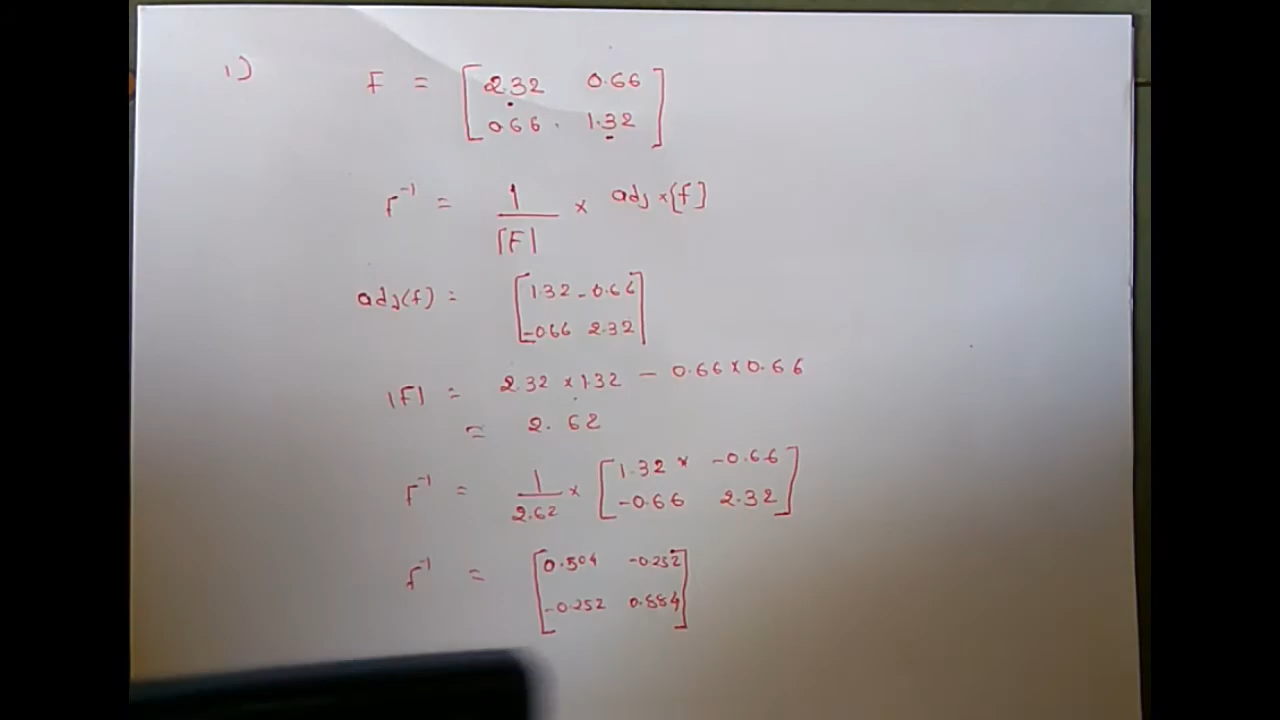 1) F = [2.32 0.66
0.66 1.32]
F⁻¹ = 1/|F| × adj × [f]
adj(f) = [1.32 -0.66
-0.66 2.32]
|F| = 2.32 × 1.32 - 0.66 × 0.66
= 2.62
F⁻¹ = 1/2.62 × [1.32 × -0.66
-0.66 2.32]
f⁻¹ = [0.504 -0.252
-0.252 0.884]